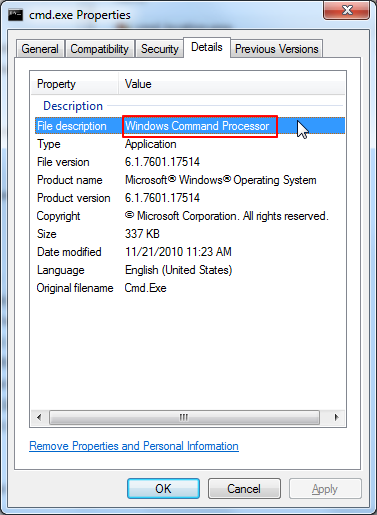 cmd.exe Properties
General Compatibility Security Details Previous Versions
Property Value
Description
File description Windows Command Processor
Type Application
File version 6.1.7601.17514
Product name Microsoft® Windows® Operating System
Product version 6.1.7601.17514
Copyright © Microsoft Corporation. All rights reserved.
Size 337 KB
Date modified 11/21/2010 11:23 AM
Language English (United States)
Original filename Cmd.Exe
Remove Properties and Personal Information
OK Cancel Apply